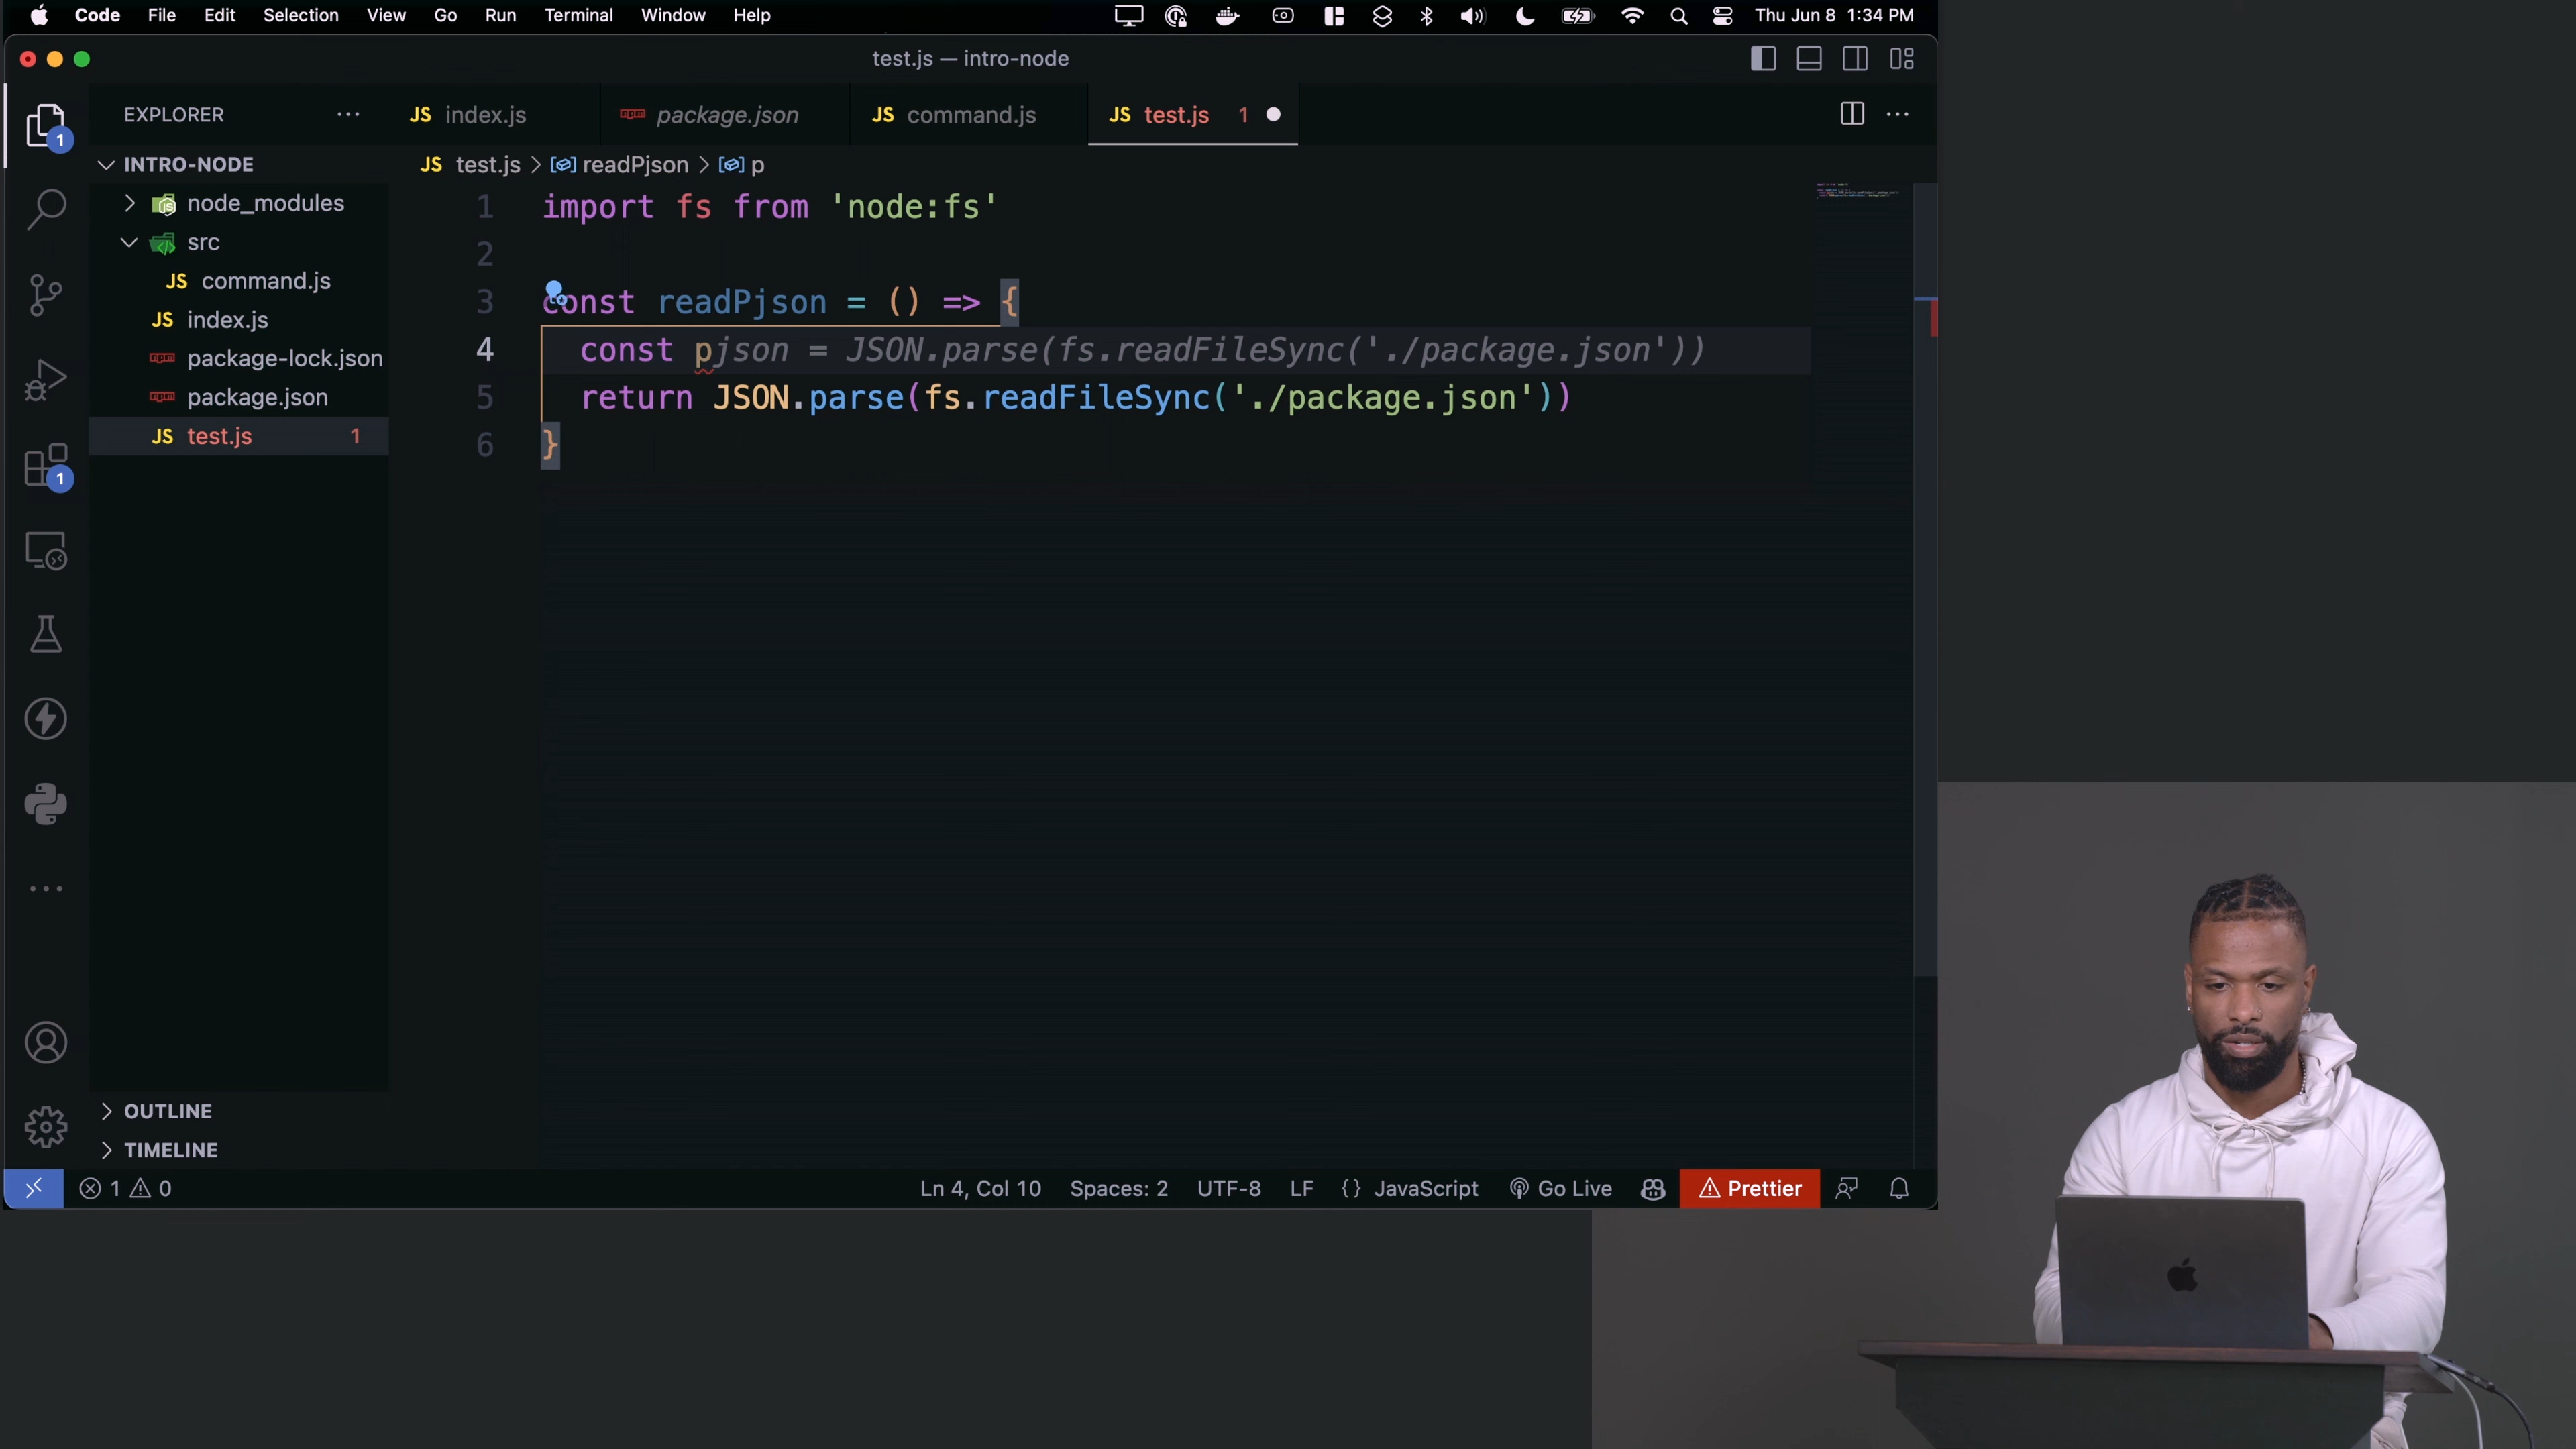 Code File Edit Selection View Go Run Terminal Window Help Thu Jun 8 1:34 PM
test.js — intro-node
EXPLORER ···
JS index.js
package.json
JS command.js
JS test.js 1
1
INTRO-NODE
node_modules
src
JS command.js
JS index.js
package-lock.json
package.json
JS test.js 1
1
OUTLINE
TIMELINE
JS test.js > readPjson > p
1 import fs from 'node:fs'
2
3 const readPjson = () => {
4 const pjson = JSON.parse(fs.readFileSync('./package.json'))
5 return JSON.parse(fs.readFileSync('./package.json'))
6 }
1 0 Ln 4, Col 10 Spaces: 2 UTF-8 LF {} JavaScript Go Live Prettier